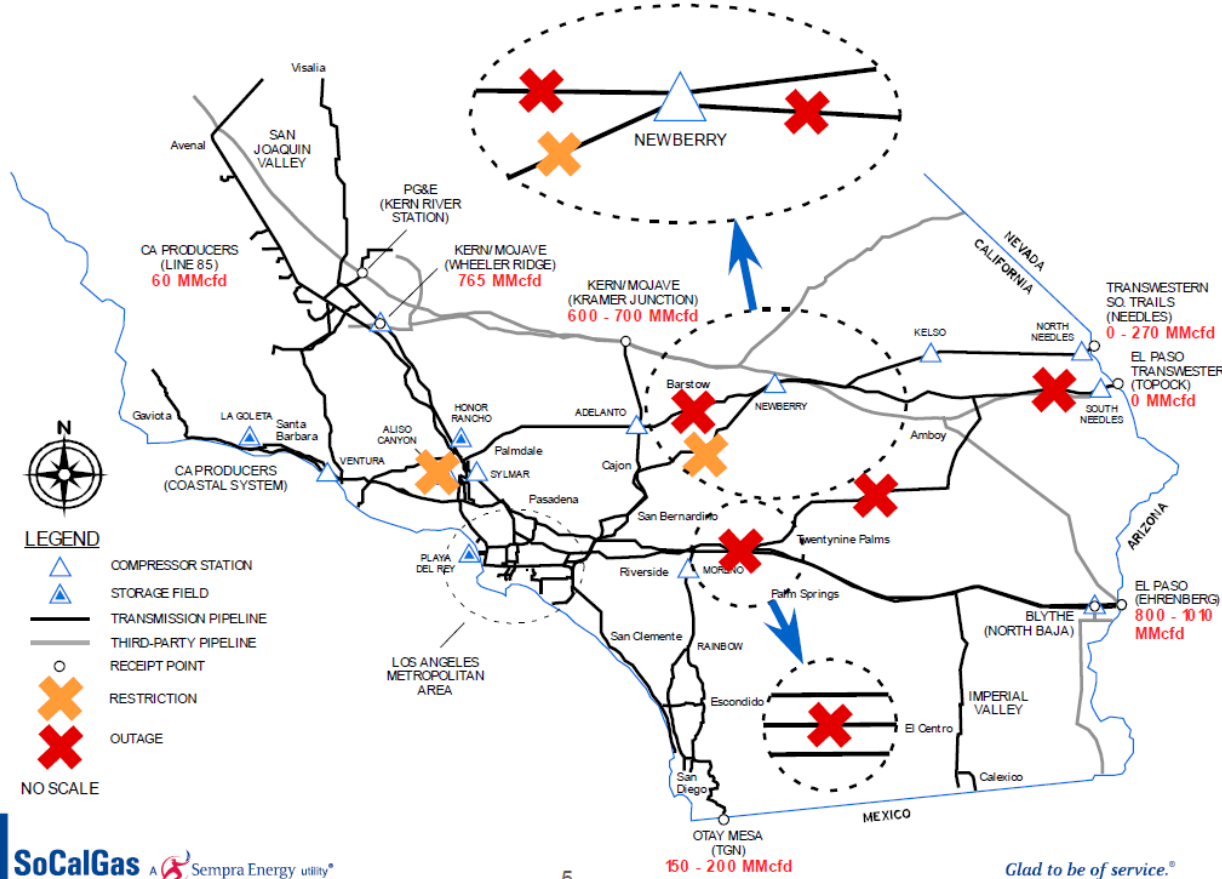 Visalia
Avenal
SAN
JOAQUIN
VALLEY
NEWBERRY
PG&E
(KERN RIVER
STATION)
CA PRODUCERS
(LINE 85)
60 MMcfd
KERN/MOJAVE
(WHEELER RIDGE)
765 MMcfd
KERN/MOJAVE
(KRAMER JUNCTION)
600 - 700 MMcfd
NEVADA
CALIFORNIA
TRANSWESTERN
SO. TRAILS
(NEEDLES)
0 - 270 MMcfd
KELSO
NORTH
NEEDLES
EL PASO
TRANSWESTER
(TOPOCK)
0 MMcfd
SOUTH
NEEDLES
Barstow
NEWBERRY
ADELANTO
Amboy
Gaviota
LA GOLETA
Santa
Barbara
HONOR
RANCHO
ALISO
CANYON
Palmdale
VENTURA
SYLMAR
Cajon
CA PRODUCERS
(COASTAL SYSTEM)
Pasadena
San Bernardino
Twentynine Palms
ARIZONA
N
LEGEND
COMPRESSOR STATION
STORAGE FIELD
TRANSMISSION PIPELINE
THIRD-PARTY PIPELINE
RECEIPT POINT
RESTRICTION
OUTAGE
NO SCALE
PLAYA
DEL REY
Riverside
MORENO
Palm Springs
EL PASO
(EHRENBERG)
800 - 1010
MMcfd
BLYTHE
(NORTH BAJA)
LOS ANGELES
METROPOLITAN
AREA
San Clemente
RAINBOW
Escondido
El Centro
IMPERIAL
VALLEY
San
Diego
Calexico
MEXICO
OTAY MESA
(TGN)
150 - 200 MMcfd
SoCalGas
A Sempra Energy utility®
5
Glad to be of service.®